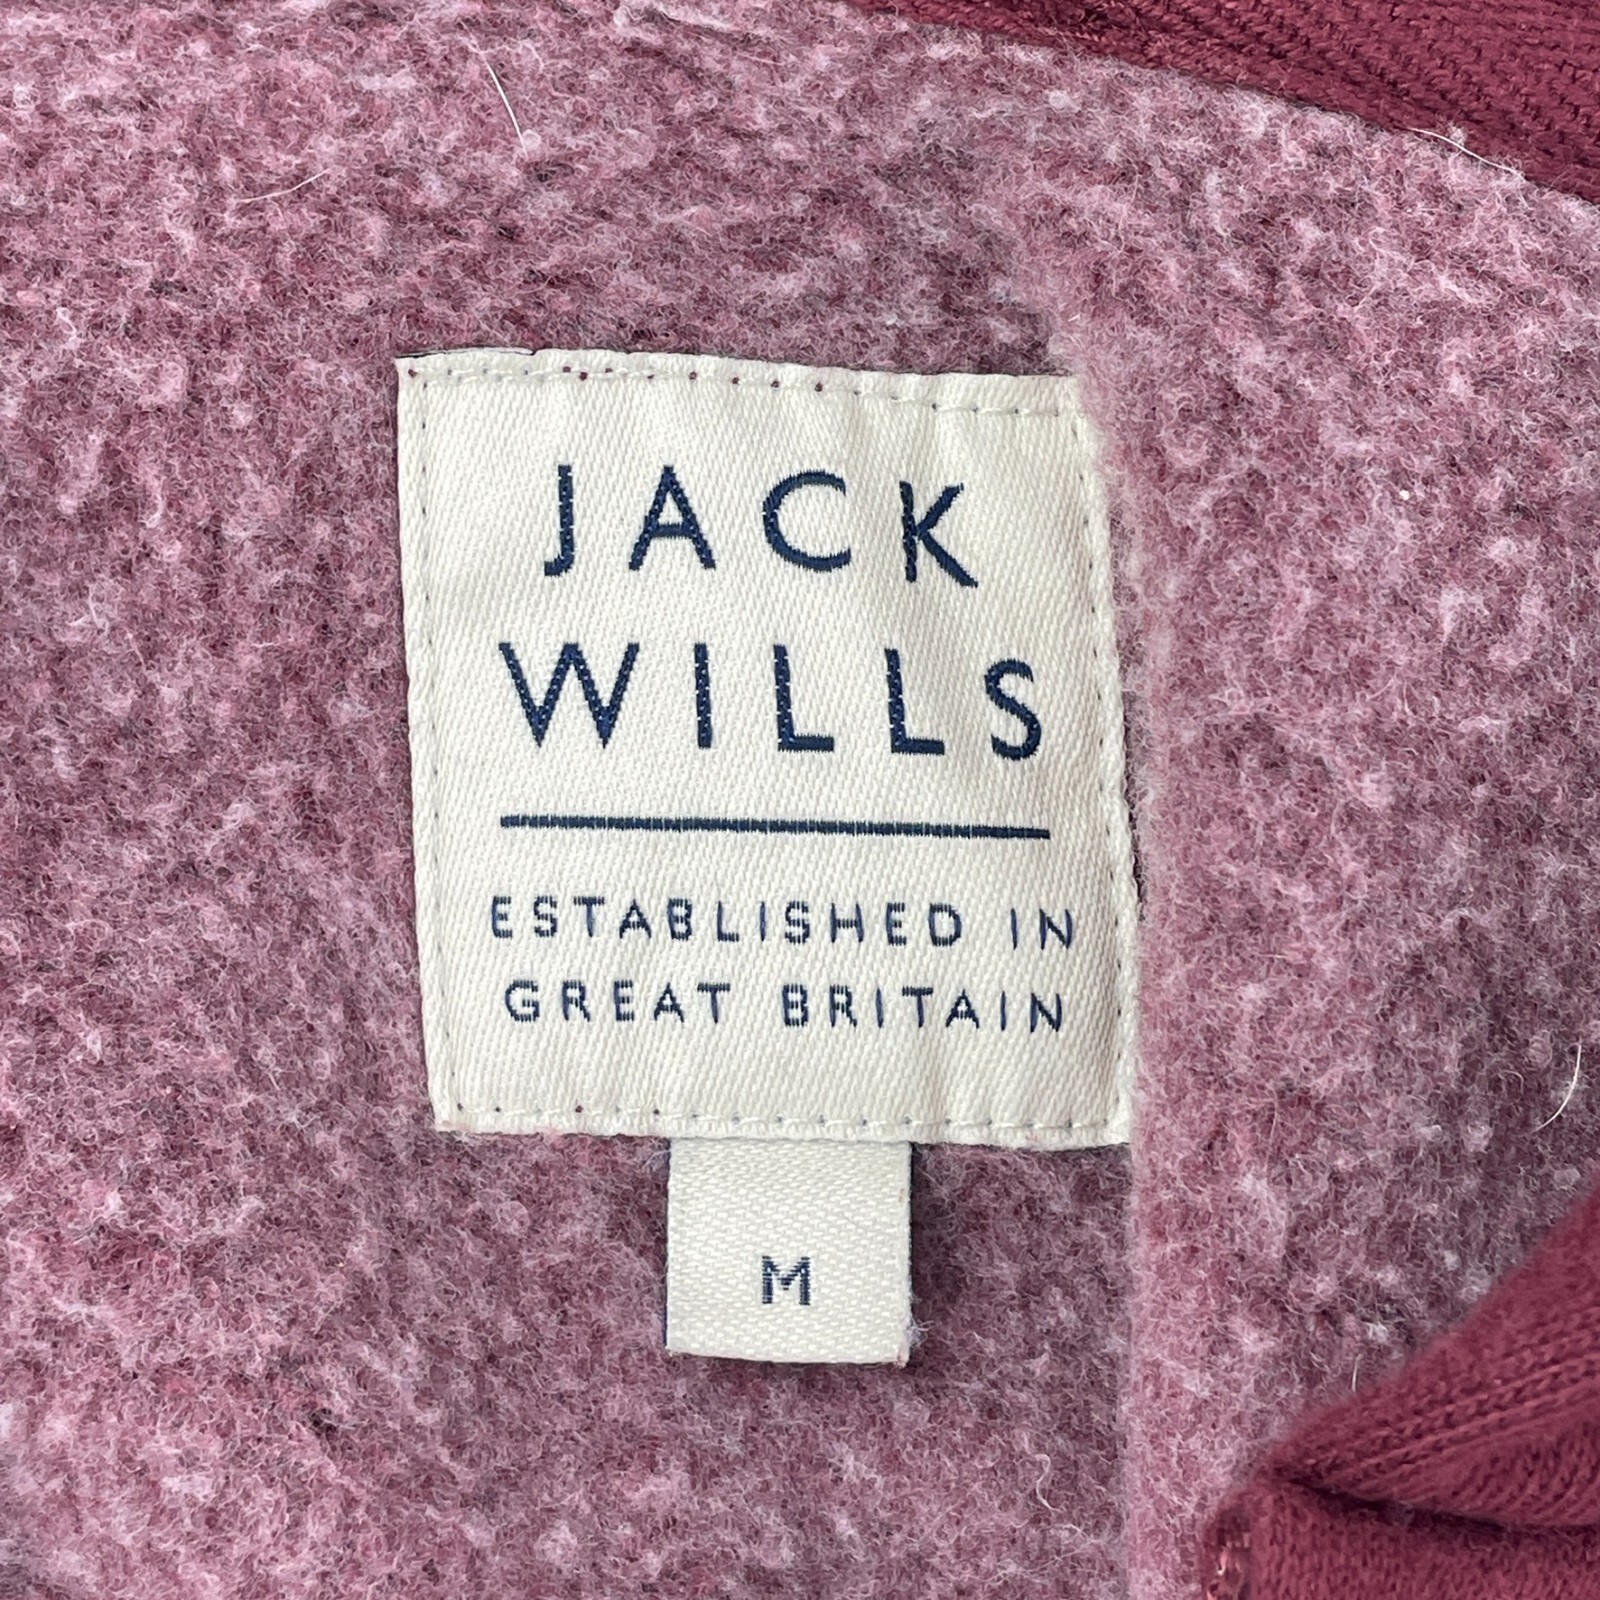 JACK
WILLS
ESTABLISHED IN
GREAT BRITAIN
M